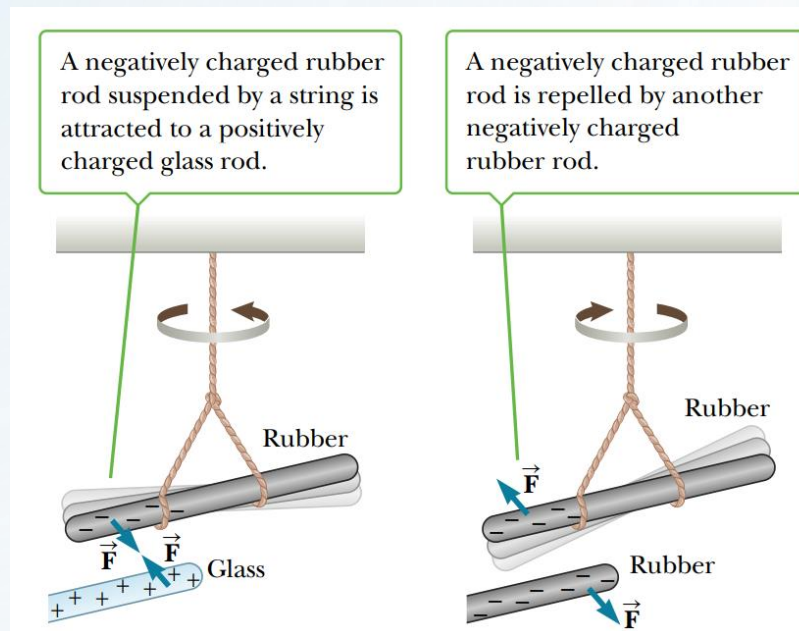 A negatively charged rubber
rod suspended by a string is
attracted to a positively
charged glass rod.
A negatively charged rubber
rod is repelled by another
negatively charged
rubber rod.
Rubber
F
F
Glass
− − − − −
+ + + + + + +
Rubber
F
Rubber
F
− − − − −
− − − − − −